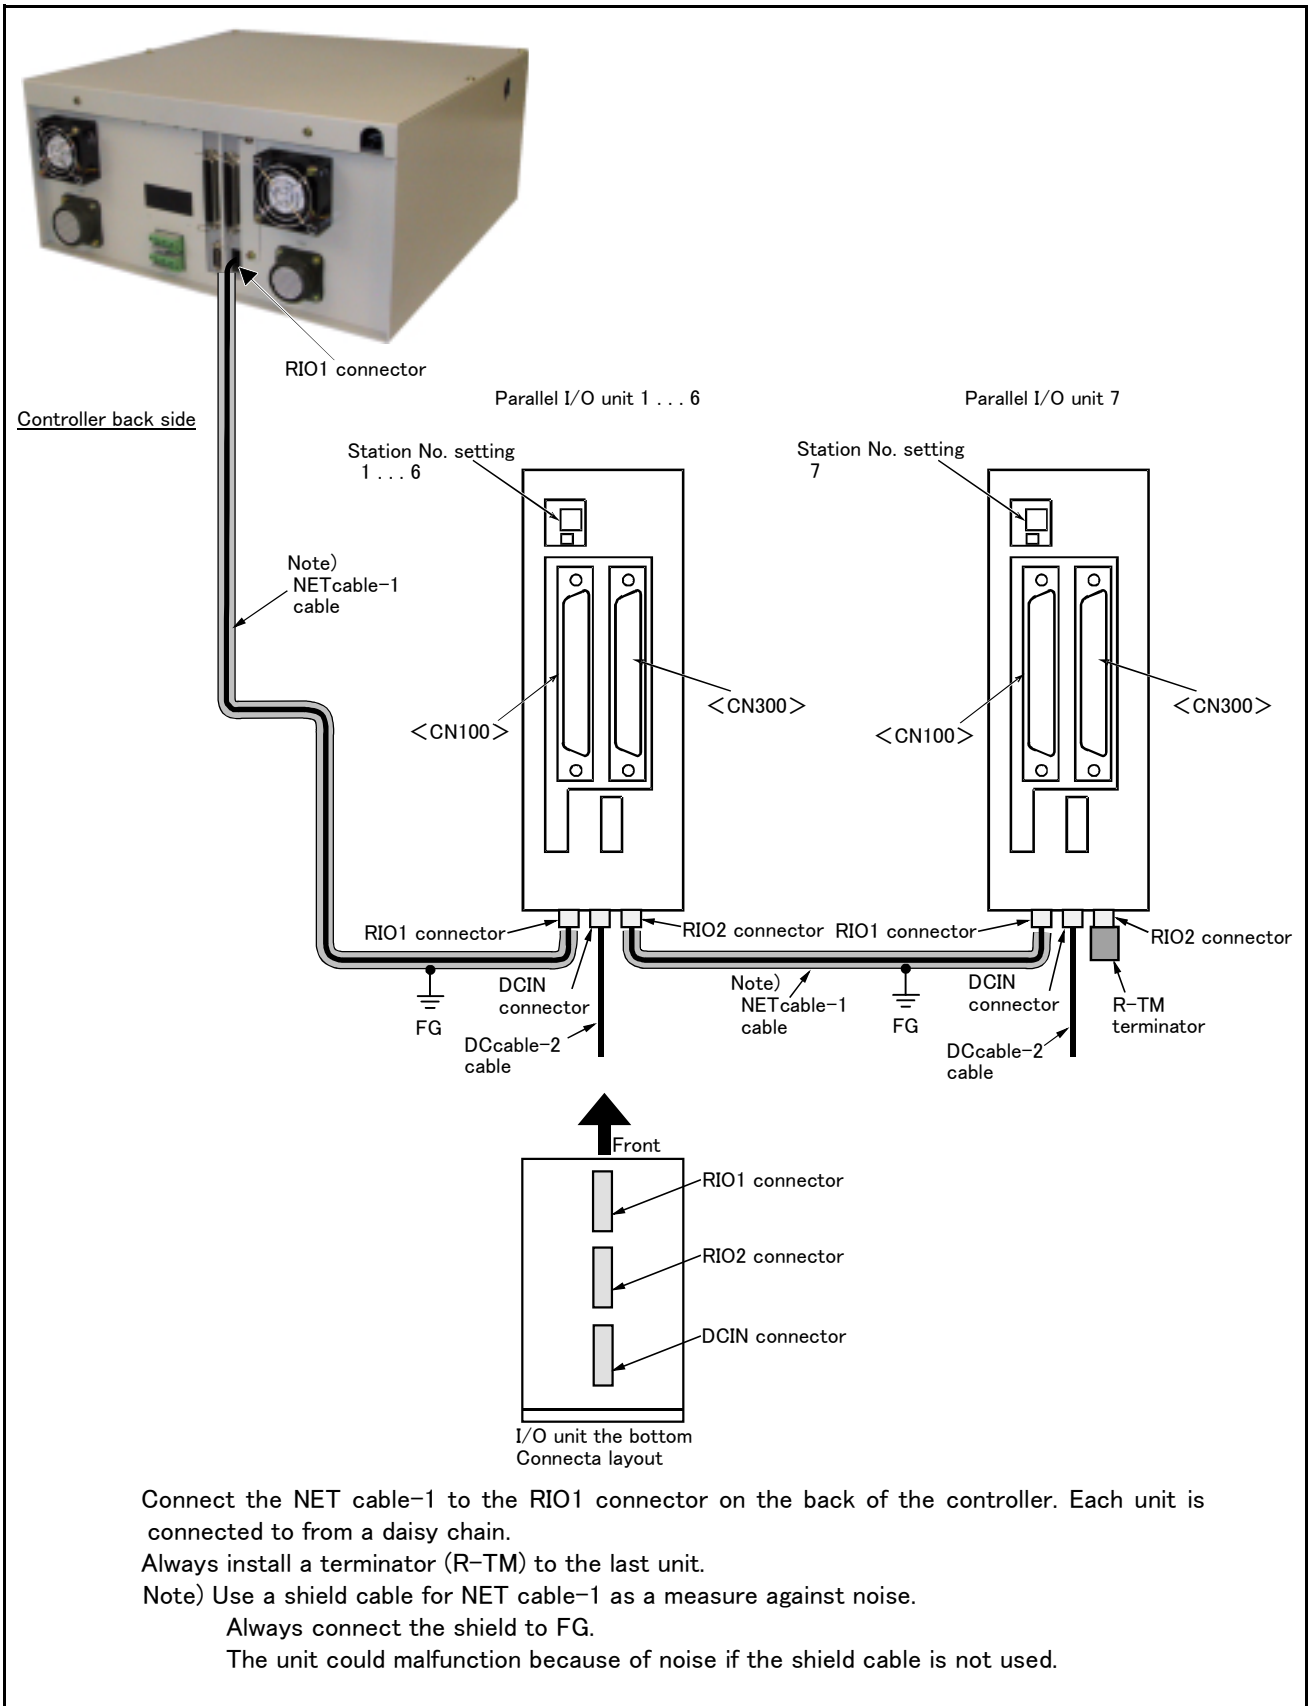 RIO1 connector
Controller back side
Parallel I/O unit 1 . . . 6
Parallel I/O unit 7
Station No. setting
1 . . . 6
Station No. setting
7
Note)
NETcable-1
cable
<CN300>
<CN100>
<CN300>
<CN100>
RIO1 connector
RIO2 connector
RIO1 connector
RIO2 connector
DCIN
connector
Note)
NETcable-1
cable
DCIN
connector
R-TM
terminator
FG
FG
DCcable-2
cable
DCcable-2
cable
Front
RIO1 connector
RIO2 connector
DCIN connector
I/O unit the bottom
Connecta layout
Connect the NET cable-1 to the RIO1 connector on the back of the controller. Each unit is
connected to from a daisy chain.
Always install a terminator (R-TM) to the last unit.
Note) Use a shield cable for NET cable-1 as a measure against noise.
Always connect the shield to FG.
The unit could malfunction because of noise if the shield cable is not used.